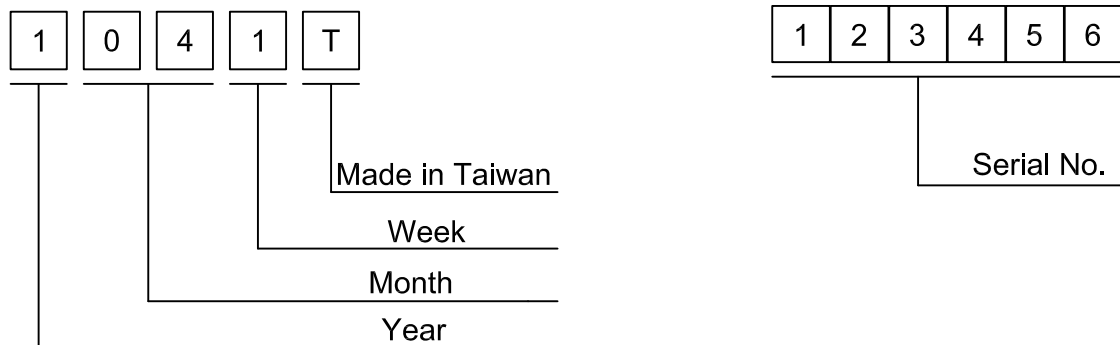 1 0 4 1 T
1 2 3 4 5 6
Made in Taiwan
Serial No.
Week
Month
Year